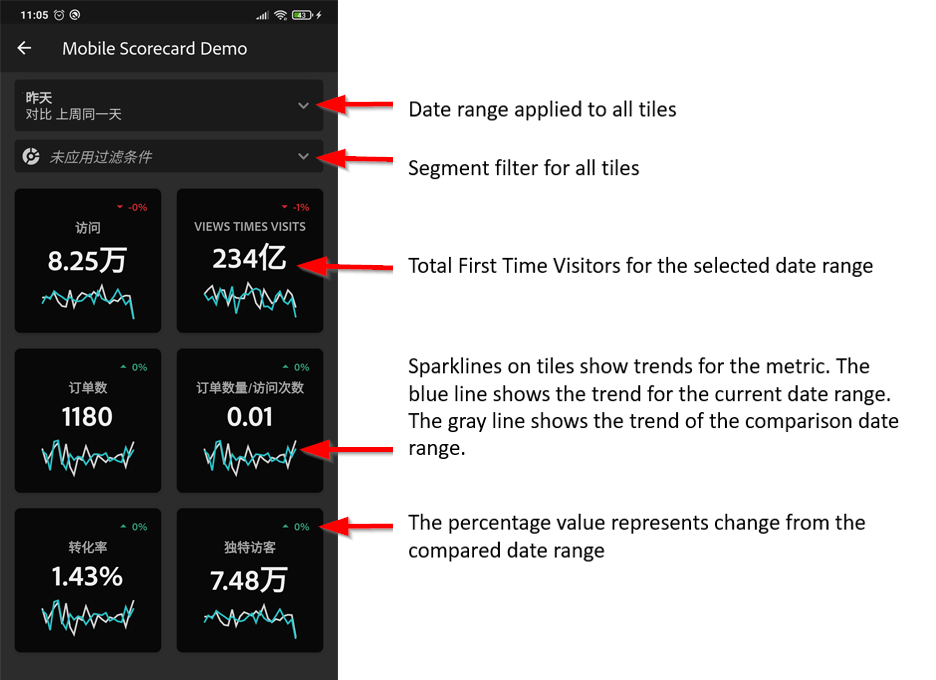 11:05
43
Mobile Scorecard Demo
昨天
对比 上周同一天
Date range applied to all tiles
未应用过滤条件
Segment filter for all tiles
-0%
访问
8.25万
-1%
VIEWS TIMES VISITS
234亿
Total First Time Visitors for the selected date range
0%
订单数
1180
0%
订单数量/访问次数
0.01
Sparklines on tiles show trends for the metric. The
blue line shows the trend for the current date range.
The gray line shows the trend of the comparison date
range.
0%
转化率
1.43%
0%
独特访客
7.48万
The percentage value represents change from the
compared date range